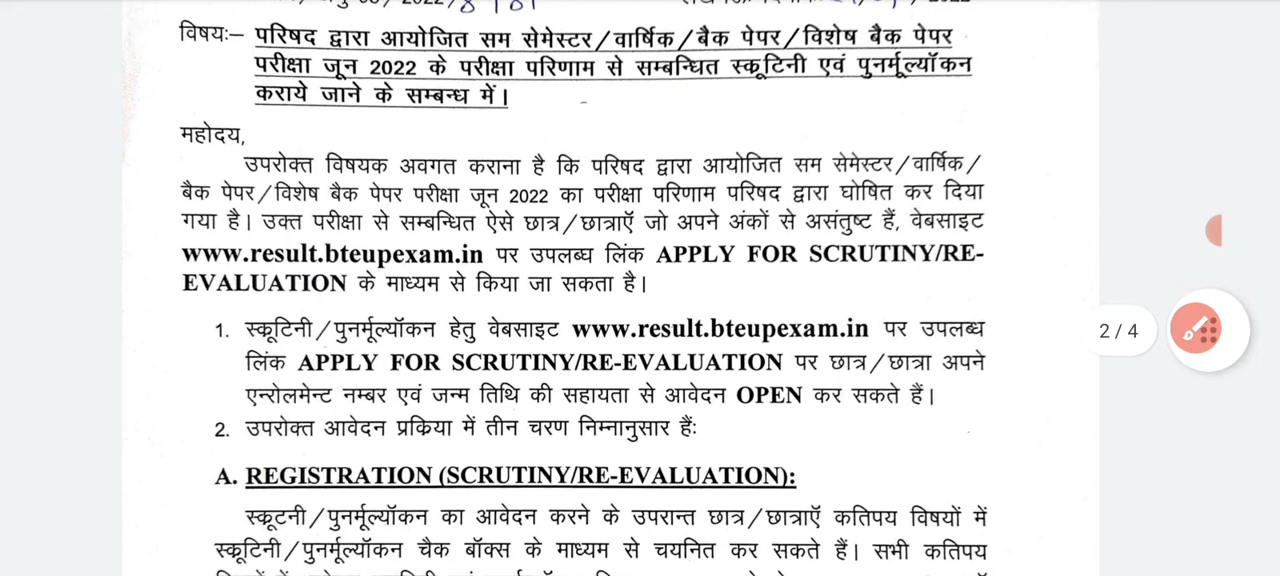 2022
विषयः– परिषद द्वारा आयोजित सम सेमेस्टर/वार्षिक/बैक पेपर/विशेष बैक पेपर
परीक्षा जून 2022 के परीक्षा परिणाम से सम्बन्धित स्क्रूटिनी एवं पुनर्मूल्यॉकन
कराये जाने के सम्बन्ध में।
महोदय,
उपरोक्त विषयक अवगत कराना है कि परिषद द्वारा आयोजित सम सेमेस्टर/वार्षिक/
बैक पेपर/विशेष बैक पेपर परीक्षा जून 2022 का परीक्षा परिणाम परिषद द्वारा घोषित कर दिया
गया है। उक्त परीक्षा से सम्बन्धित ऐसे छात्र/छात्राऍ जो अपने अंकों से असंतुष्ट हैं, वेबसाइट
www.result.bteupexam.in पर उपलब्ध लिंक APPLY FOR SCRUTINY/RE-
EVALUATION के माध्यम से किया जा सकता है।
1. स्क्रूटिनी/पुनर्मूल्यॉकन हेतु वेबसाइट www.result.bteupexam.in पर उपलब्ध
लिंक APPLY FOR SCRUTINY/RE-EVALUATION पर छात्र/छात्रा अपने
एन्रोलमेन्ट नम्बर एवं जन्म तिथि की सहायता से आवेदन OPEN कर सकते हैं।
2. उपरोक्त आवेदन प्रक्रिया में तीन चरण निम्नानुसार हैंः
A. REGISTRATION (SCRUTINY/RE-EVALUATION):
स्क्रूटनी/पुनर्मूल्यॉकन का आवेदन करने के उपरान्त छात्र/छात्राऍ कतिपय विषयों में
स्क्रूटिनी/पुनर्मूल्यॉकन चैक बॉक्स के माध्यम से चयनित कर सकते हैं। सभी कतिपय
2/4